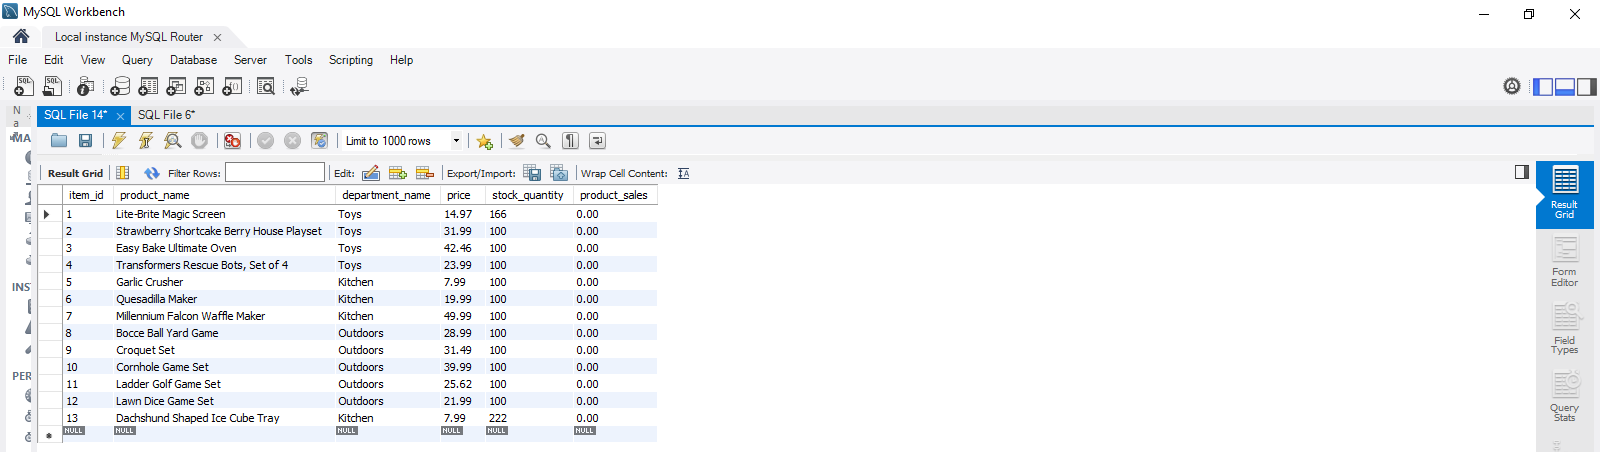 MySQL Workbench
Local instance MySQL Router
File Edit View Query Database Server Tools Scripting Help
SQL File 14* SQL File 6*
Limit to 1000 rows
Result Grid Filter Rows: Edit: Export/Import: Wrap Cell Content:
item_id product_name department_name price stock_quantity product_sales
1 Lite-Brite Magic Screen Toys 14.97 166 0.00
2 Strawberry Shortcake Berry House Playset Toys 31.99 100 0.00
3 Easy Bake Ultimate Oven Toys 42.46 100 0.00
4 Transformers Rescue Bots, Set of 4 Toys 23.99 100 0.00
5 Garlic Crusher Kitchen 7.99 100 0.00
6 Quesadilla Maker Kitchen 19.99 100 0.00
7 Millennium Falcon Waffle Maker Kitchen 49.99 100 0.00
8 Bocce Ball Yard Game Outdoors 28.99 100 0.00
9 Croquet Set Outdoors 31.49 100 0.00
10 Cornhole Game Set Outdoors 39.99 100 0.00
11 Ladder Golf Game Set Outdoors 25.62 100 0.00
12 Lawn Dice Game Set Outdoors 21.99 100 0.00
13 Dachshund Shaped Ice Cube Tray Kitchen 7.99 222 0.00
NULL NULL NULL NULL NULL NULL
Na
MA
INS
PER
Result
Grid
Form
Editor
Field
Types
Query
Stats